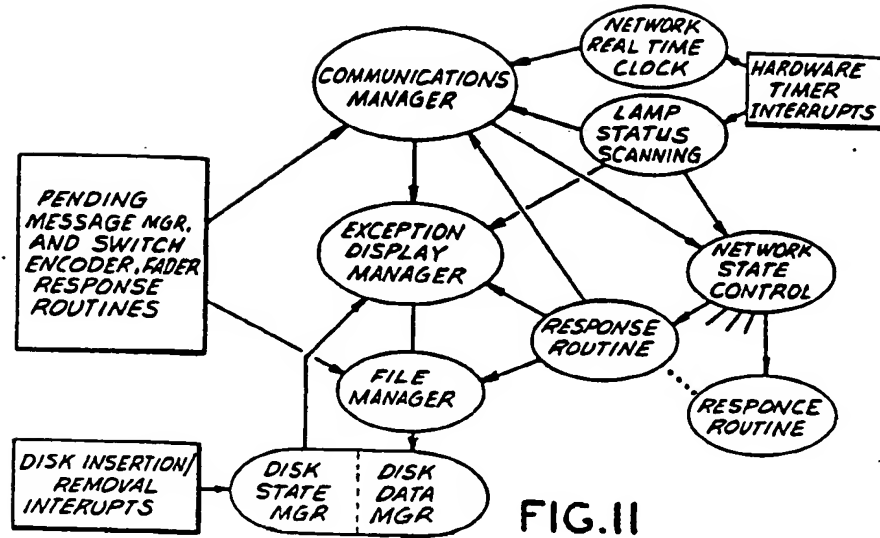 NETWORK
REAL TIME
CLOCK
COMMUNICATIONS
MANAGER
HARDWARE
TIMER
INTERRUPTS
LAMP
STATUS
SCANNING
PENDING
MESSAGE MGR.
AND SWITCH
ENCODER, FADER
RESPONSE
ROUTINES
EXCEPTION
DISPLAY
MANAGER
NETWORK
STATE
CONTROL
RESPONSE
ROUTINE
FILE
MANAGER
RESPONCE
ROUTINE
DISK INSERTION/
REMOVAL
INTERUPTS
DISK
STATE
MGR
DISK
DATA
MGR
FIG. 11